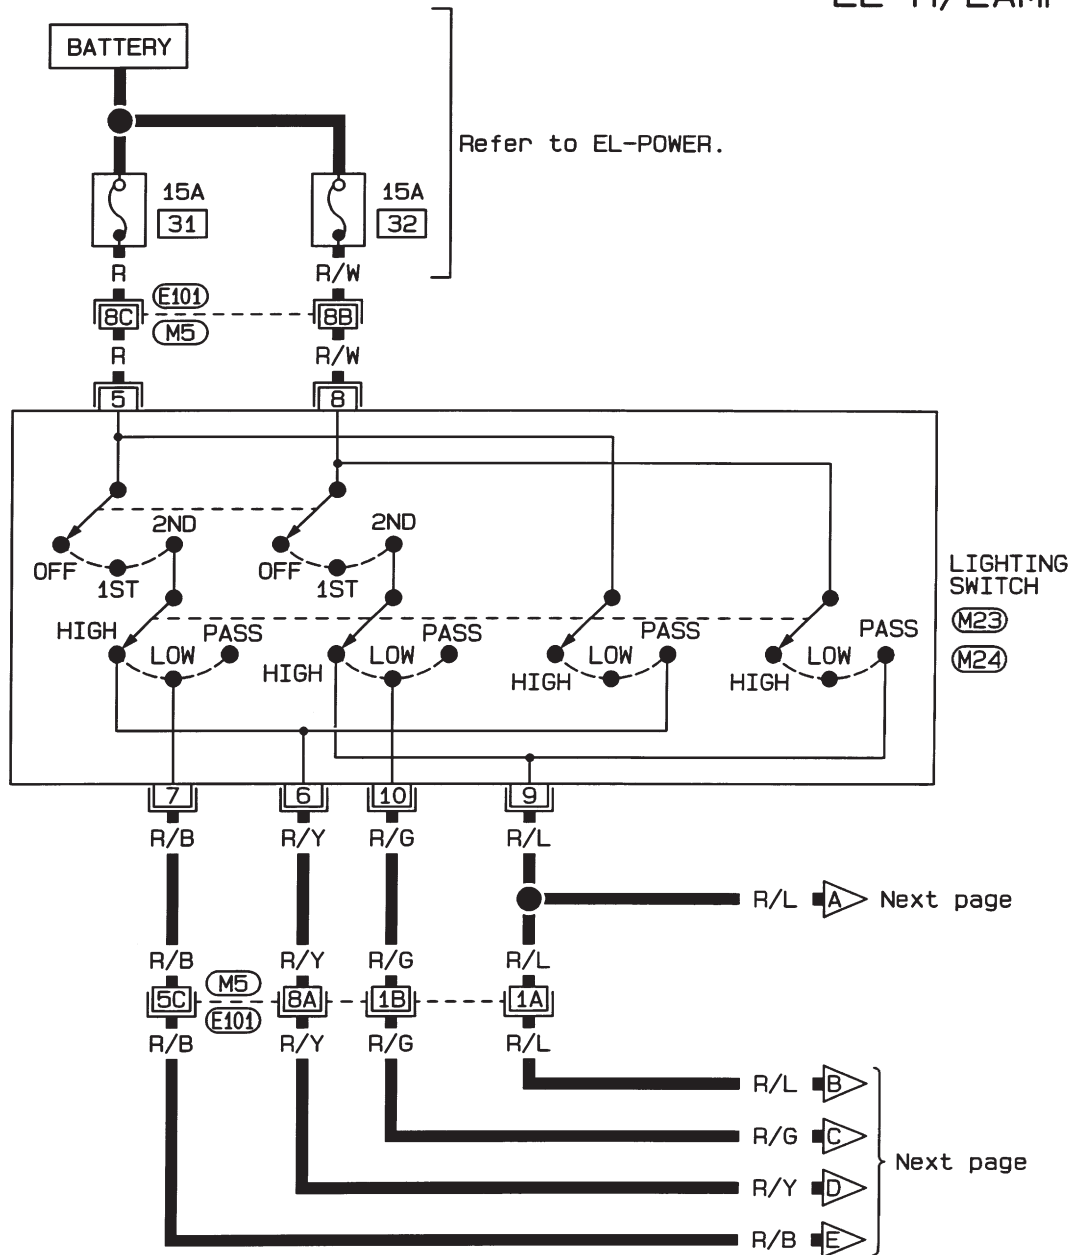 BATTERY
Refer to EL-POWER.
15A
31
15A
32
R
R/W
E101
8C
8B
M5
R
R/W
5
8
2ND
2ND
OFF
1ST
OFF
1ST
LIGHTING
SWITCH
M23
M24
HIGH
LOW
PASS
HIGH
LOW
PASS
HIGH
LOW
PASS
HIGH
LOW
PASS
7
6
10
9
R/B
R/Y
R/G
R/L
R/L
A
Next page
R/B
R/Y
R/G
R/L
M5
5C
8A
1B
1A
E101
R/B
R/Y
R/G
R/L
R/L
B
R/G
C
Next page
R/Y
D
R/B
E